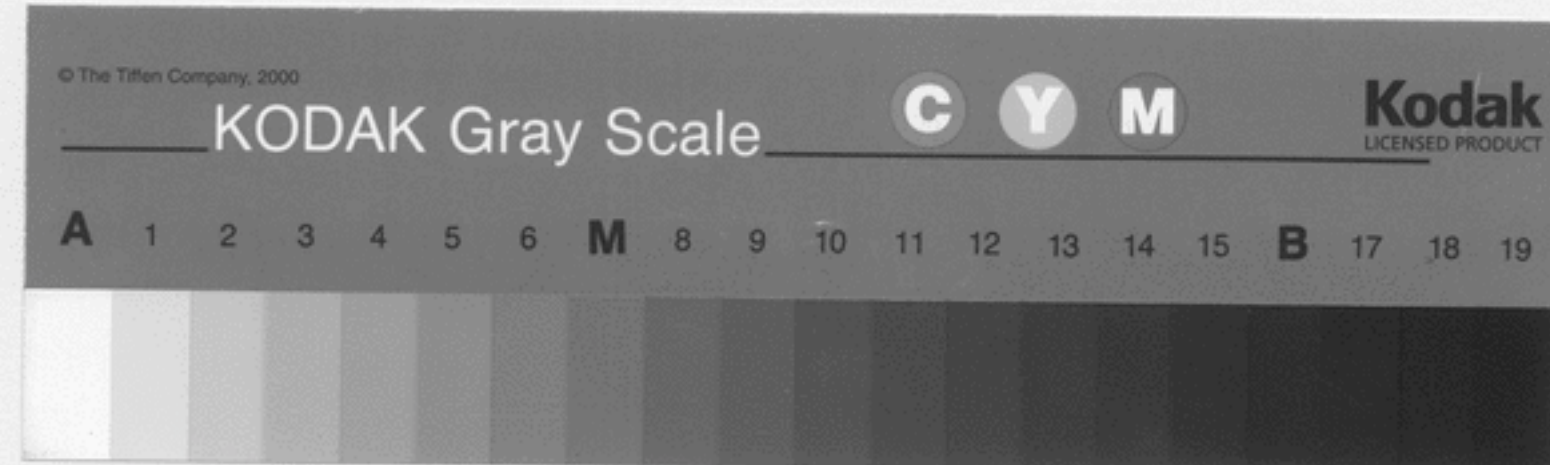 © The Tiffen Company, 2000
KODAK Gray Scale
C Y M
Kodak
LICENSED PRODUCT
A 1 2 3 4 5 6 M 8 9 10 11 12 13 14 15 B 17 18 19